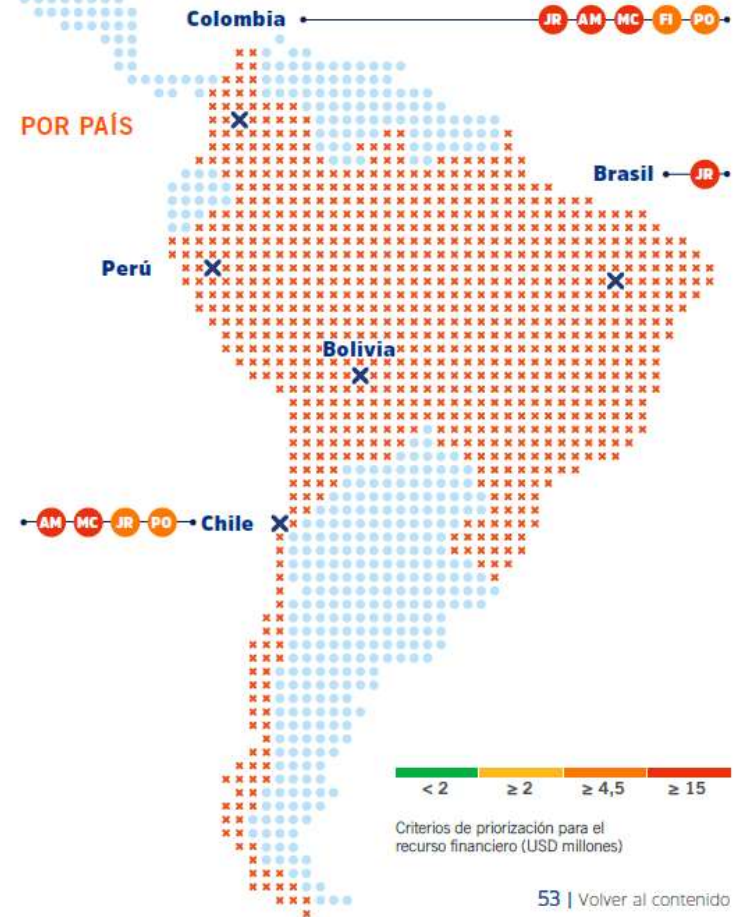 Colombia JR AM MC FI PO
POR PAÍS
Brasil JR
Perú
Bolivia
AM MC JR PO Chile
< 2 ≥ 2 ≥ 4,5 ≥ 15
Criterios de priorización para el
recurso financiero (USD millones)
53 | Volver al contenido